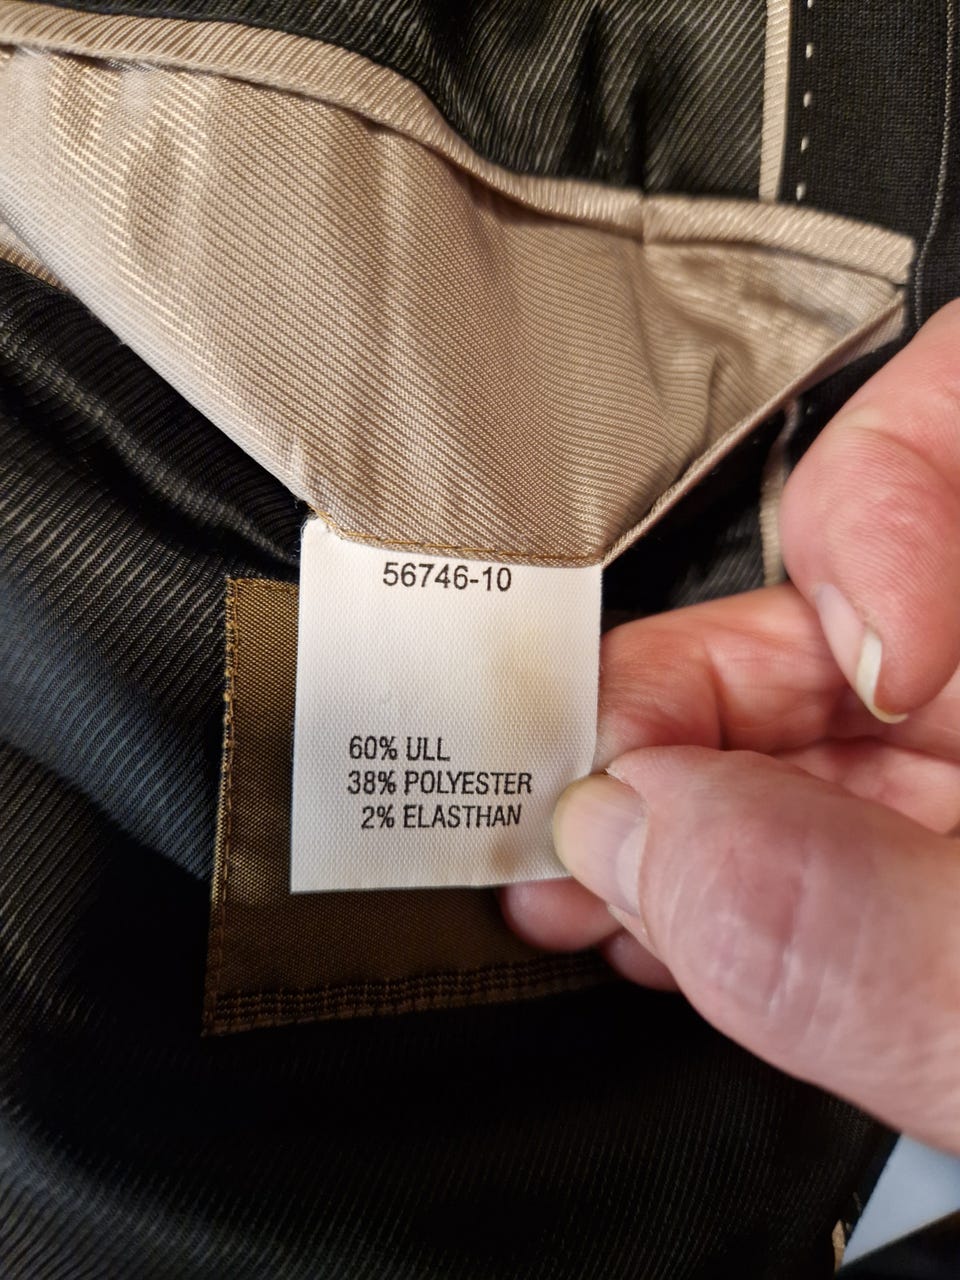 56746-10
60% ULL
38% POLYESTER
2% ELASTHAN